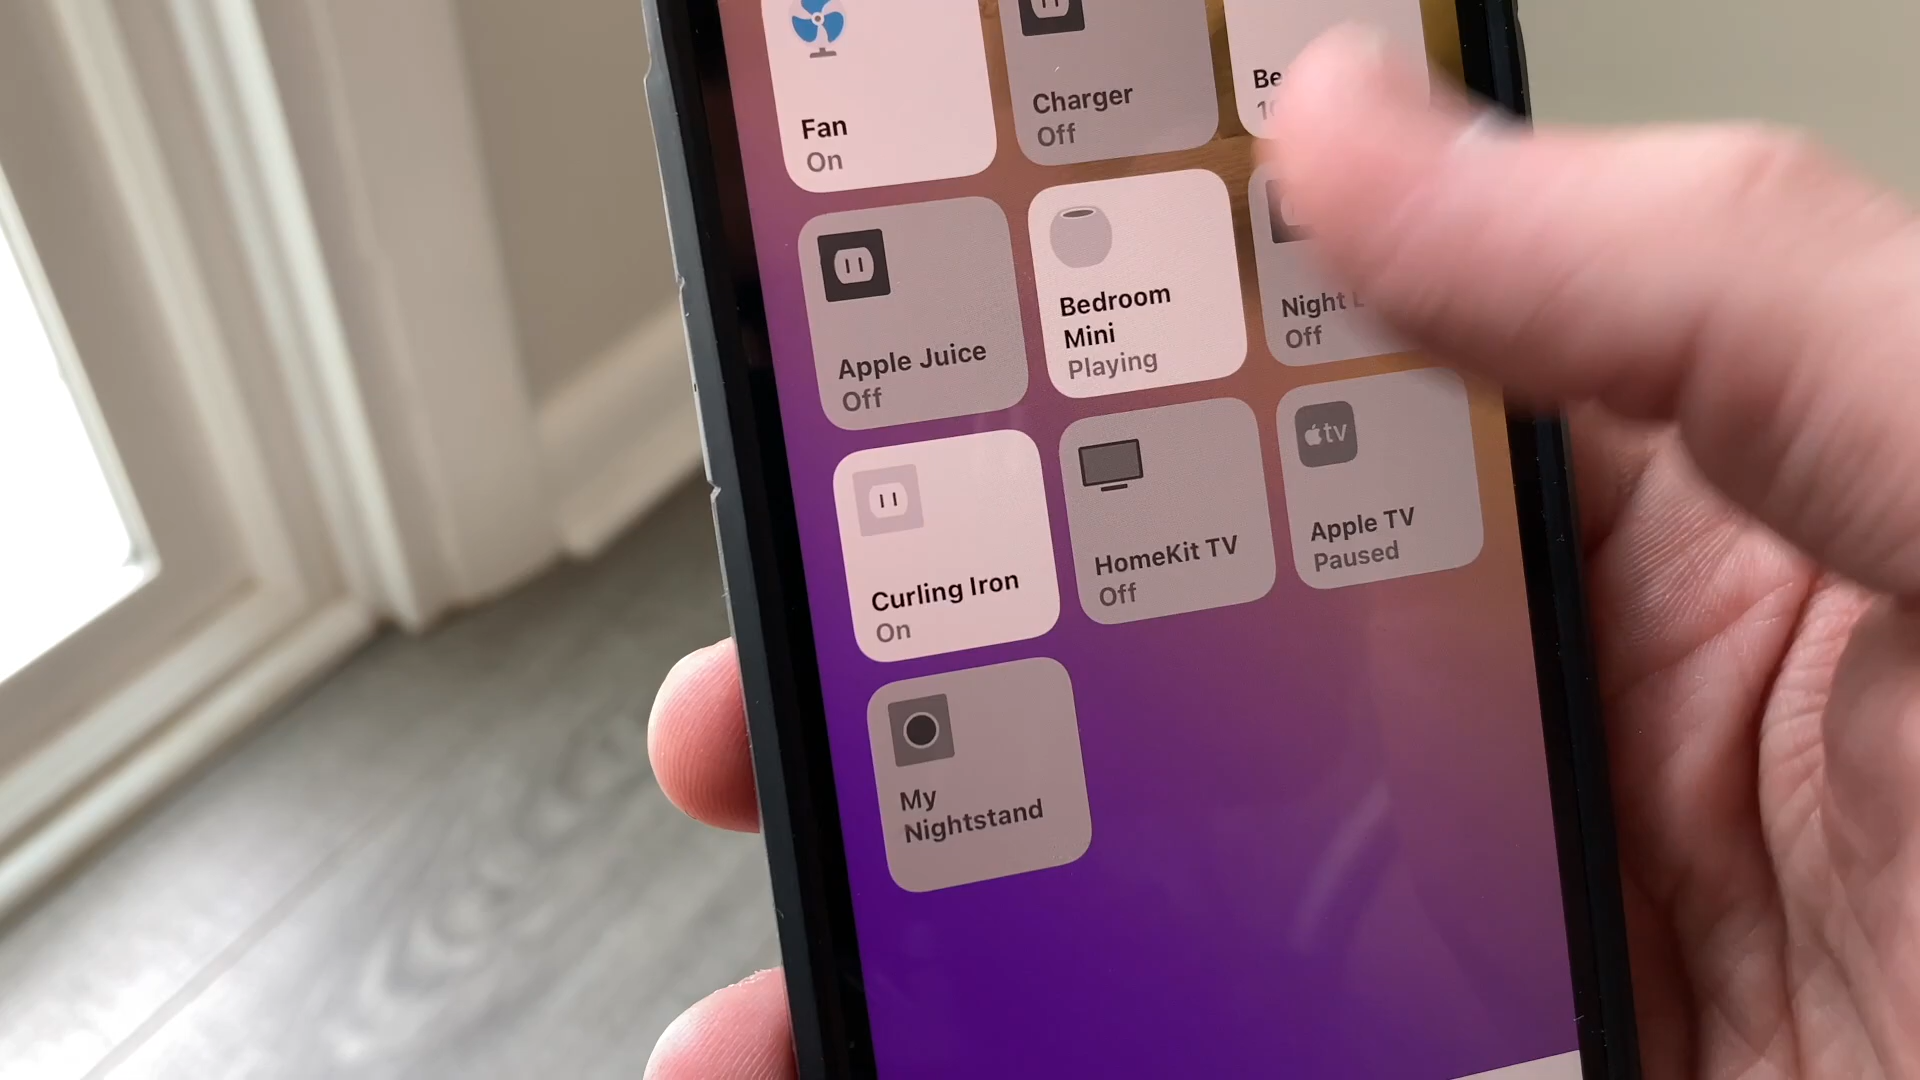 Fan
On
Charger
Off
Be
Apple Juice
Off
Bedroom
Mini
Playing
Night
Off
Curling Iron
On
HomeKit TV
Off
tv
Apple TV
Paused
My
Nightstand